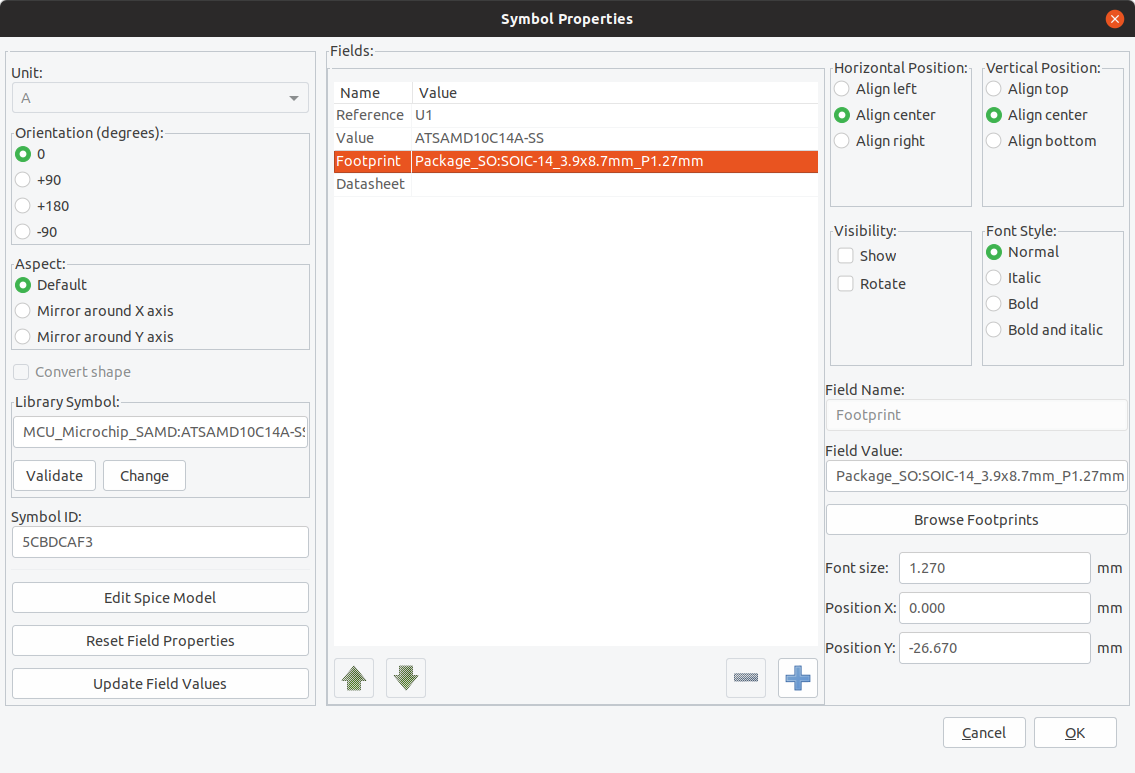 Symbol Properties
Unit:
A
Orientation (degrees):
0
+90
+180
-90
Aspect:
Default
Mirror around X axis
Mirror around Y axis
Convert shape
Library Symbol:
MCU_Microchip_SAMD:ATSAMD10C14A-SS
Validate Change
Symbol ID:
5CBDCAF3
Edit Spice Model
Reset Field Properties
Update Field Values
Fields:
Name Value
Reference U1
Value ATSAMD10C14A-SS
Footprint Package_SO:SOIC-14_3.9x8.7mm_P1.27mm
Datasheet
Horizontal Position:
Align left
Align center
Align right
Vertical Position:
Align top
Align center
Align bottom
Visibility:
Show
Rotate
Font Style:
Normal
Italic
Bold
Bold and italic
Field Name:
Footprint
Field Value:
Package_SO:SOIC-14_3.9x8.7mm_P1.27mm
Browse Footprints
Font size: 1.270 mm
Position X: 0.000 mm
Position Y: -26.670 mm
Cancel OK